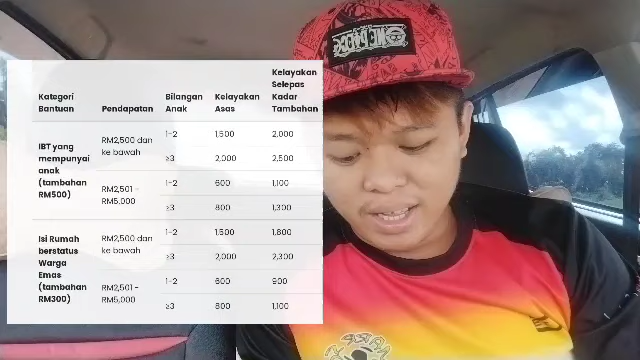 Kategori Bantuan Pendapatan Bilangan Anak Kelayakan Asas Kelayakan Selepas Kadar Tambahan
IBT yang mempunyai anak (tambahan RM500)
RM2,500 dan ke bawah 1-2 1,500 2,000
≥3 2,000 2,500
RM2,501 - RM5,000 1-2 600 1,100
≥3 800 1,300
Isi Rumah berstatus Warga Emas (tambahan RM300)
RM2,500 dan ke bawah 1-2 1,500 1,800
≥3 2,000 2,300
RM2,501 - RM5,000 1-2 600 900
≥3 800 1,100